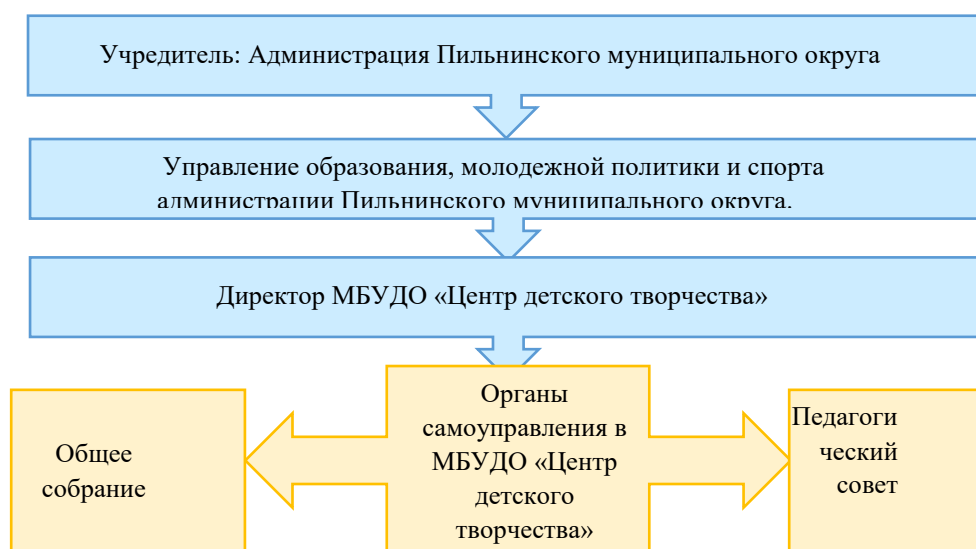 Учредитель: Администрация Пильнинского муниципального округа
Управление образования, молодежной политики и спорта
администрации Пильнинского муниципального округа.
Директор МБУДО «Центр детского творчества»
Общее
собрание
Органы
самоуправления в
МБУДО «Центр
детского
творчества»
Педагоги
ческий
совет